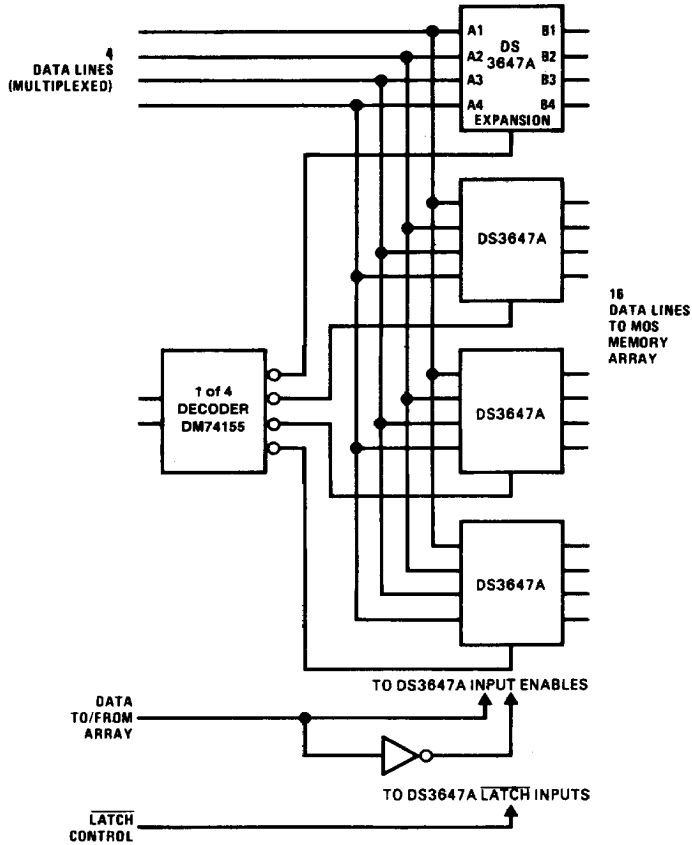 4
DATA LINES
(MULTIPLEXED)
A1
A2
A3
A4
DS
3647A
B1
B2
B3
B4
EXPANSION
DS3647A
16
DATA LINES
TO MOS
MEMORY
ARRAY
1 of 4
DECODER
DM74155
DS3647A
DS3647A
TO DS3647A INPUT ENABLES
DATA
TO/FROM
ARRAY
TO DS3647A LATCH INPUTS
LATCH
CONTROL